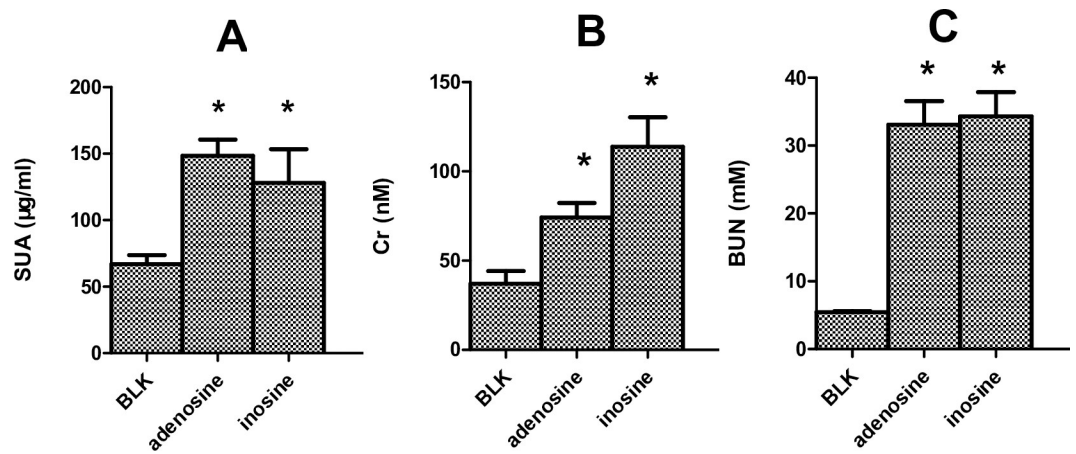 A
SUA (µg/ml)
200
150
100
50
0
*
*
BLK
adenosine
inosine
B
Cr (nM)
150
100
50
0
*
*
BLK
adenosine
inosine
C
BUN (mM)
40
30
20
10
0
*
*
BLK
adenosine
inosine